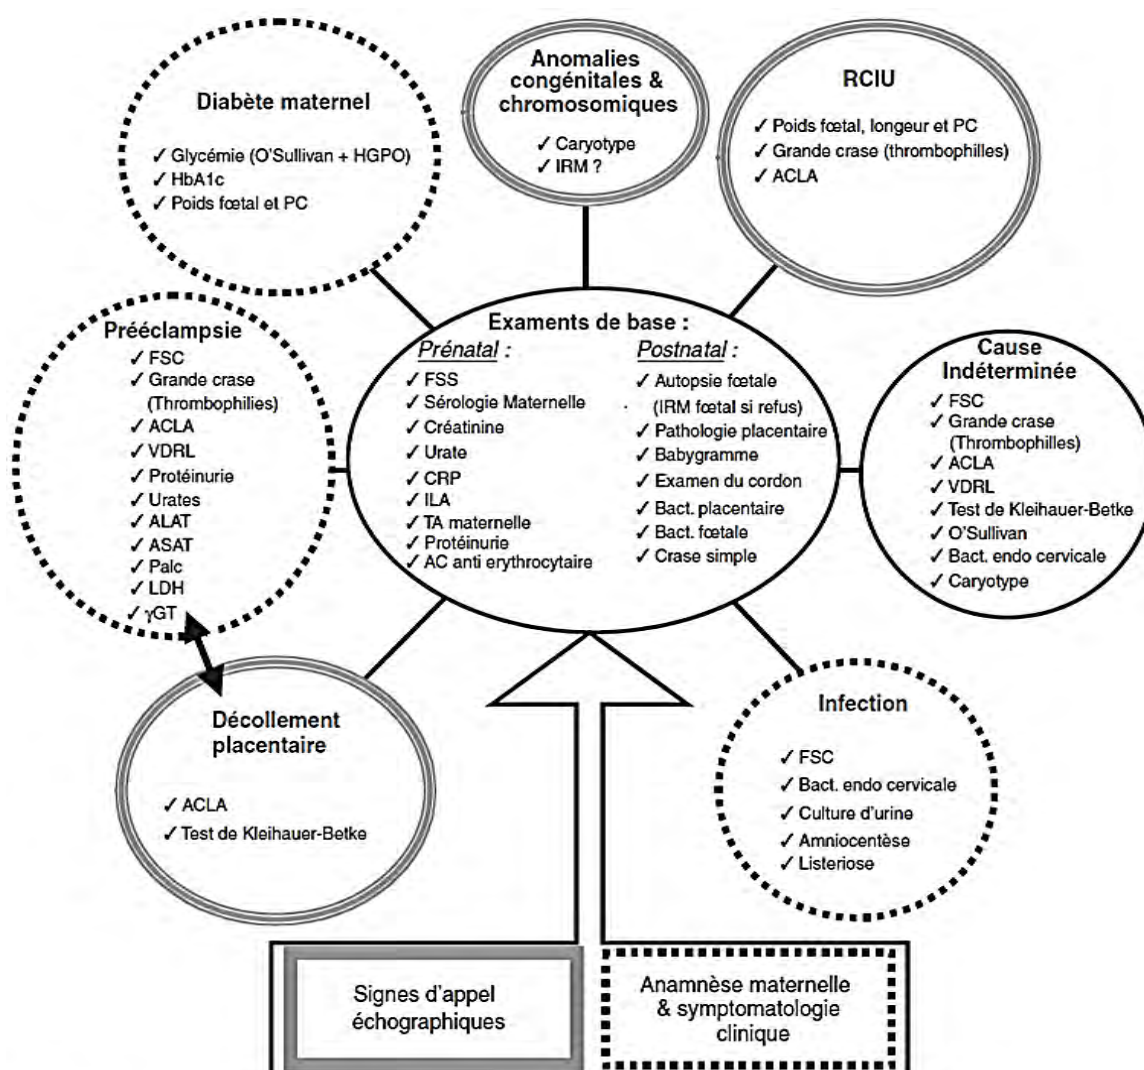 Diabète maternel
✓ Glycémie (O'Sullivan + HGPO)
✓ HbA1c
✓ Poids fœtal et PC
Anomalies
congénitales &
chromosomiques
✓ Caryotype
✓ IRM ?
RCIU
✓ Poids fœtal, longeur et PC
✓ Grande crase (thrombophilles)
✓ ACLA
Prééclampsie
✓ FSC
✓ Grande crase
(Thrombophilies)
✓ ACLA
✓ VDRL
✓ Protéinurie
✓ Urates
✓ ALAT
✓ ASAT
✓ Palc
✓ LDH
✓ γGT
Examents de base :
Prénatal :
✓ FSS
✓ Sérologie Maternelle
✓ Créatinine
✓ Urate
✓ CRP
✓ ILA
✓ TA maternelle
✓ Protéinurie
✓ AC anti erythrocytaire
Postnatal :
✓ Autopsie fœtale
(IRM fœtal si refus)
✓ Pathologie placentaire
✓ Babygramme
✓ Examen du cordon
✓ Bact. placentaire
✓ Bact. fœtale
✓ Crase simple
Cause
Indéterminée
✓ FSC
✓ Grande crase
(Thrombophilles)
✓ ACLA
✓ VDRL
✓ Test de Kleihauer-Betke
✓ O'Sullivan
✓ Bact. endo cervicale
✓ Caryotype
Décollement
placentaire
✓ ACLA
✓ Test de Kleihauer-Betke
Infection
✓ FSC
✓ Bact. endo cervicale
✓ Culture d'urine
✓ Amniocentèse
✓ Listeriose
Signes d'appel
échographiques
Anamnèse maternelle
& symptomatologie
clinique